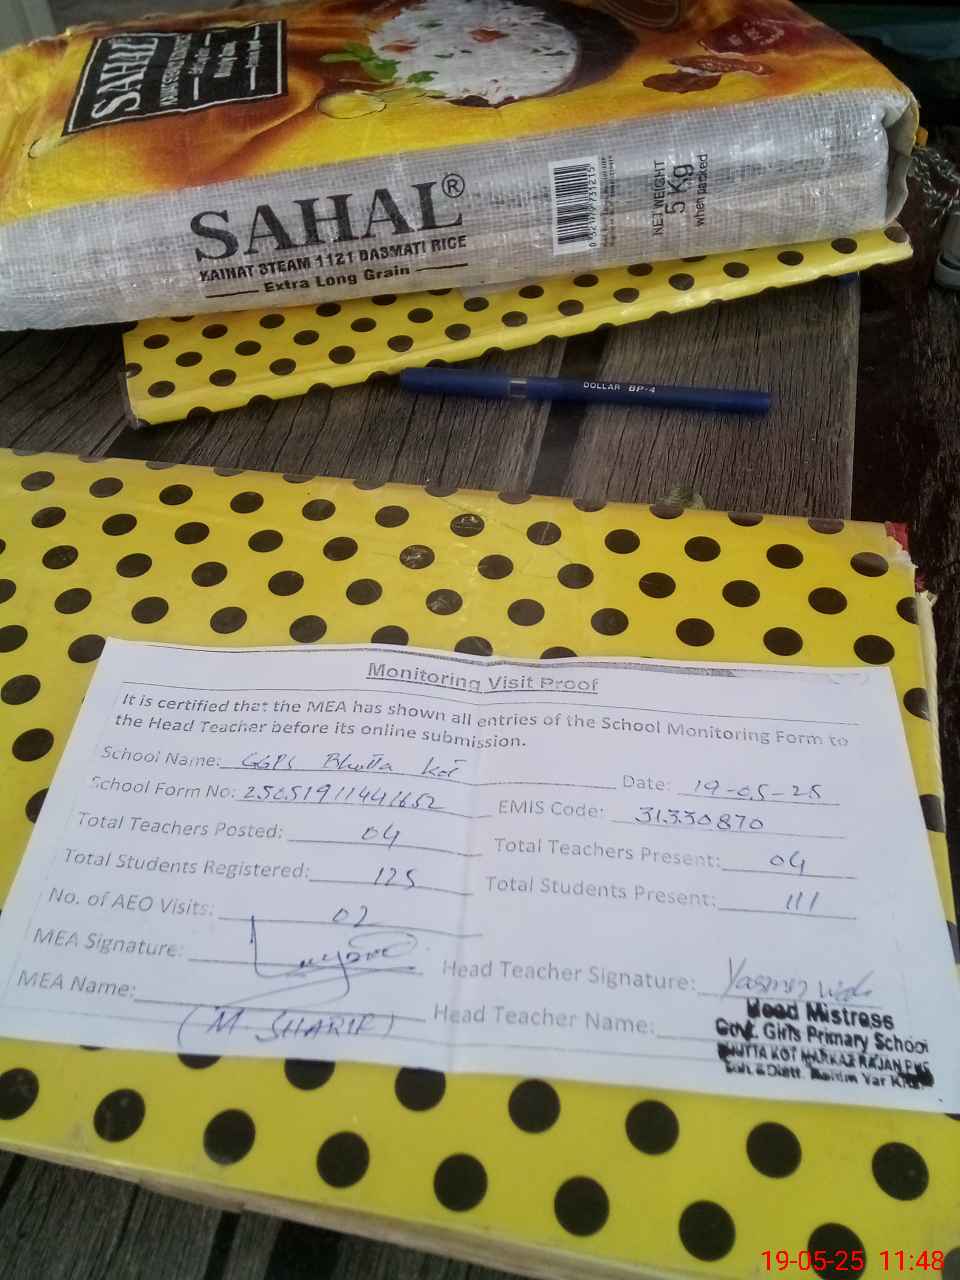 SAHAL
SAHAL®
KAINAT STEAM 1121 BASMATI RICE
Extra Long Grain
NET WEIGHT
5 Kg
when packed
DOLLAR BP-4
Monitoring Visit Proof
It is certified that the MEA has shown all entries of the School Monitoring Form to
the Head Teacher before its online submission.
School Name: GGPS Bhutta Kot Date: 19-05-25
School Form No: EMIS Code: 31330870
Total Teachers Posted: 04 Total Teachers Present: 04
Total Students Registered: 125 Total Students Present: 111
No. of AEO Visits: 02
MEA Signature: Head Teacher Signature:
MEA Name: (M. SHARIF) Head Teacher Name:
Head Mistress
Govt. Girls Primary School
BHUTTA KOT MARKAZ RAJAN PUR
19-05-25 11:48